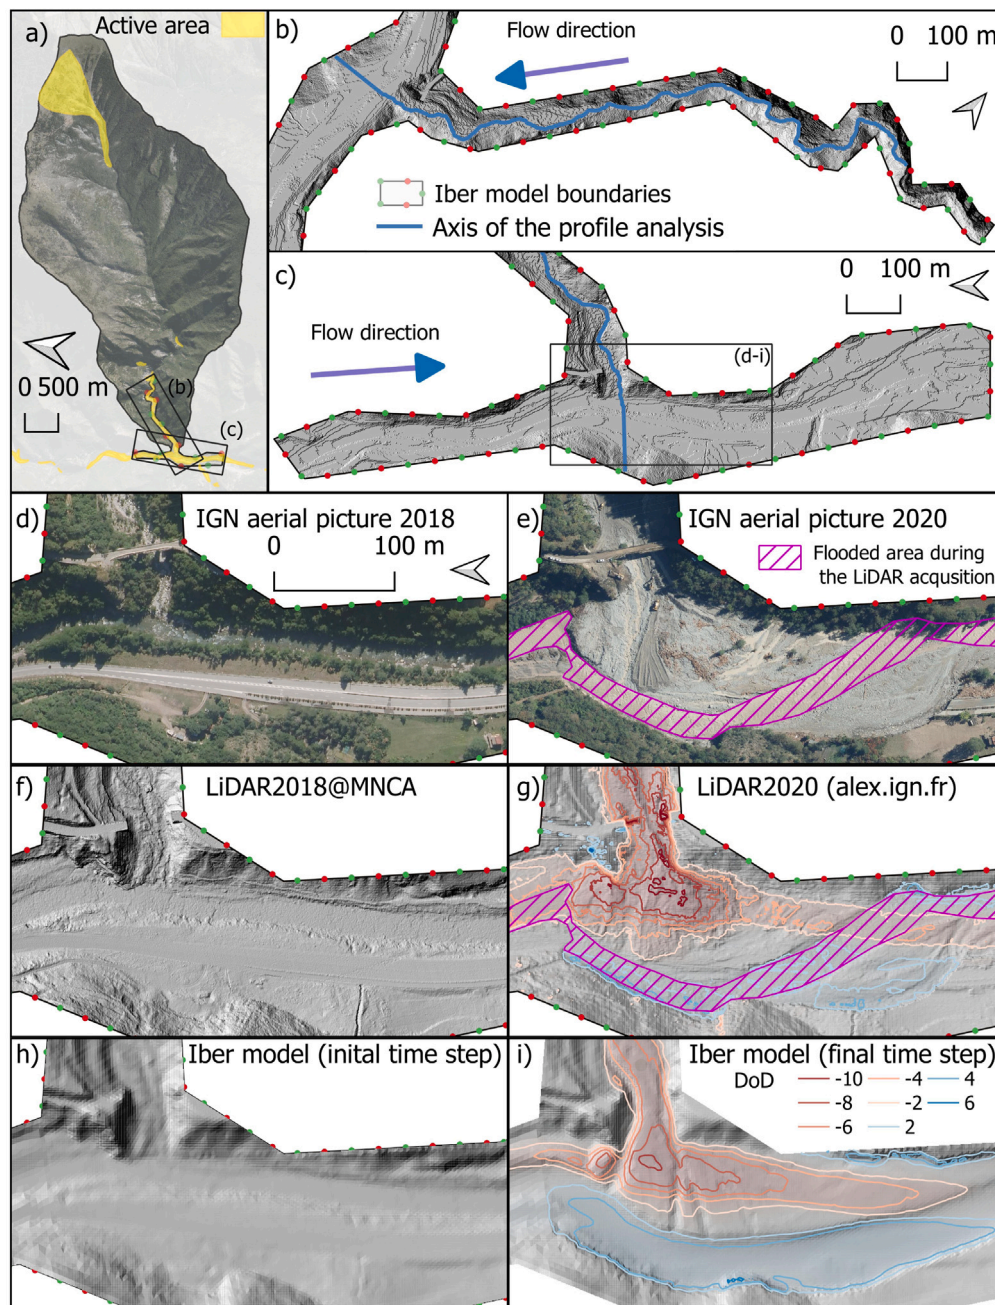 a)
Active area
0 500 m
(b)
(c)
b)
Flow direction
0 100 m
Iber model boundaries
Axis of the profile analysis
c)
0 100 m
Flow direction
(d-i)
d)
IGN aerial picture 2018
0 100 m
e)
IGN aerial picture 2020
Flooded area during
the LiDAR acqusition
f)
LiDAR2018@MNCA
g)
LiDAR2020 (alex.ign.fr)
h)
Iber model (inital time step)
i)
Iber model (final time step)
DoD
-10 -4 4
-8 -2 6
-6 2